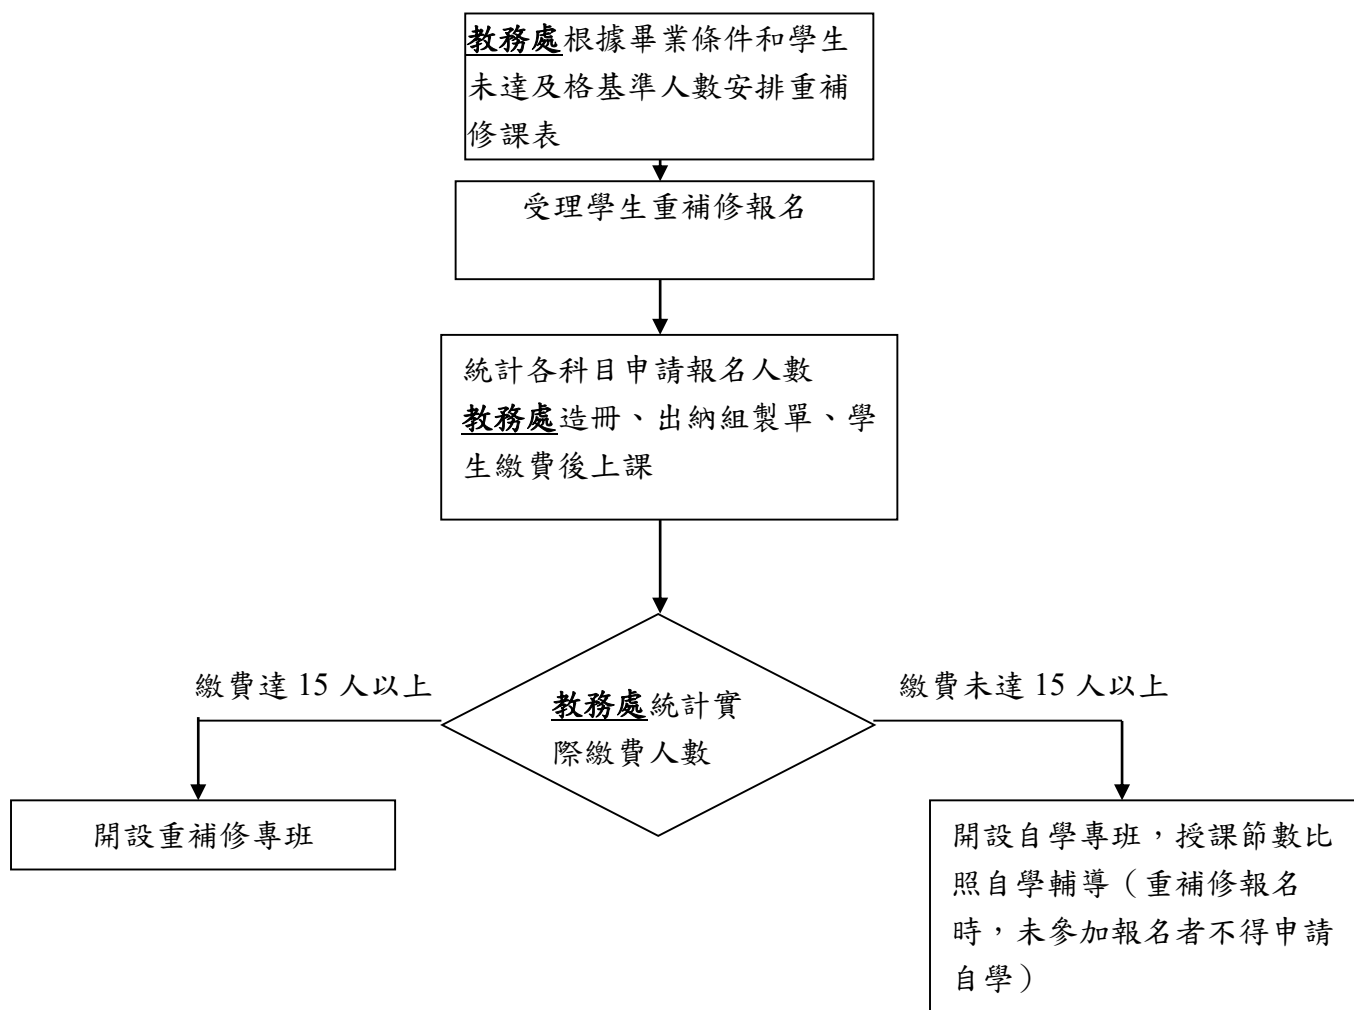 教務處根據畢業條件和學生
未達及格基準人數安排重補
修課表
受理學生重補修報名
統計各科目申請報名人數
教務處造冊、出納組製單、學
生繳費後上課
繳費達 15 人以上
繳費未達 15 人以上
教務處統計實
際繳費人數
開設重補修專班
開設自學專班，授課節數比
照自學輔導（重補修報名
時，未參加報名者不得申請
自學）